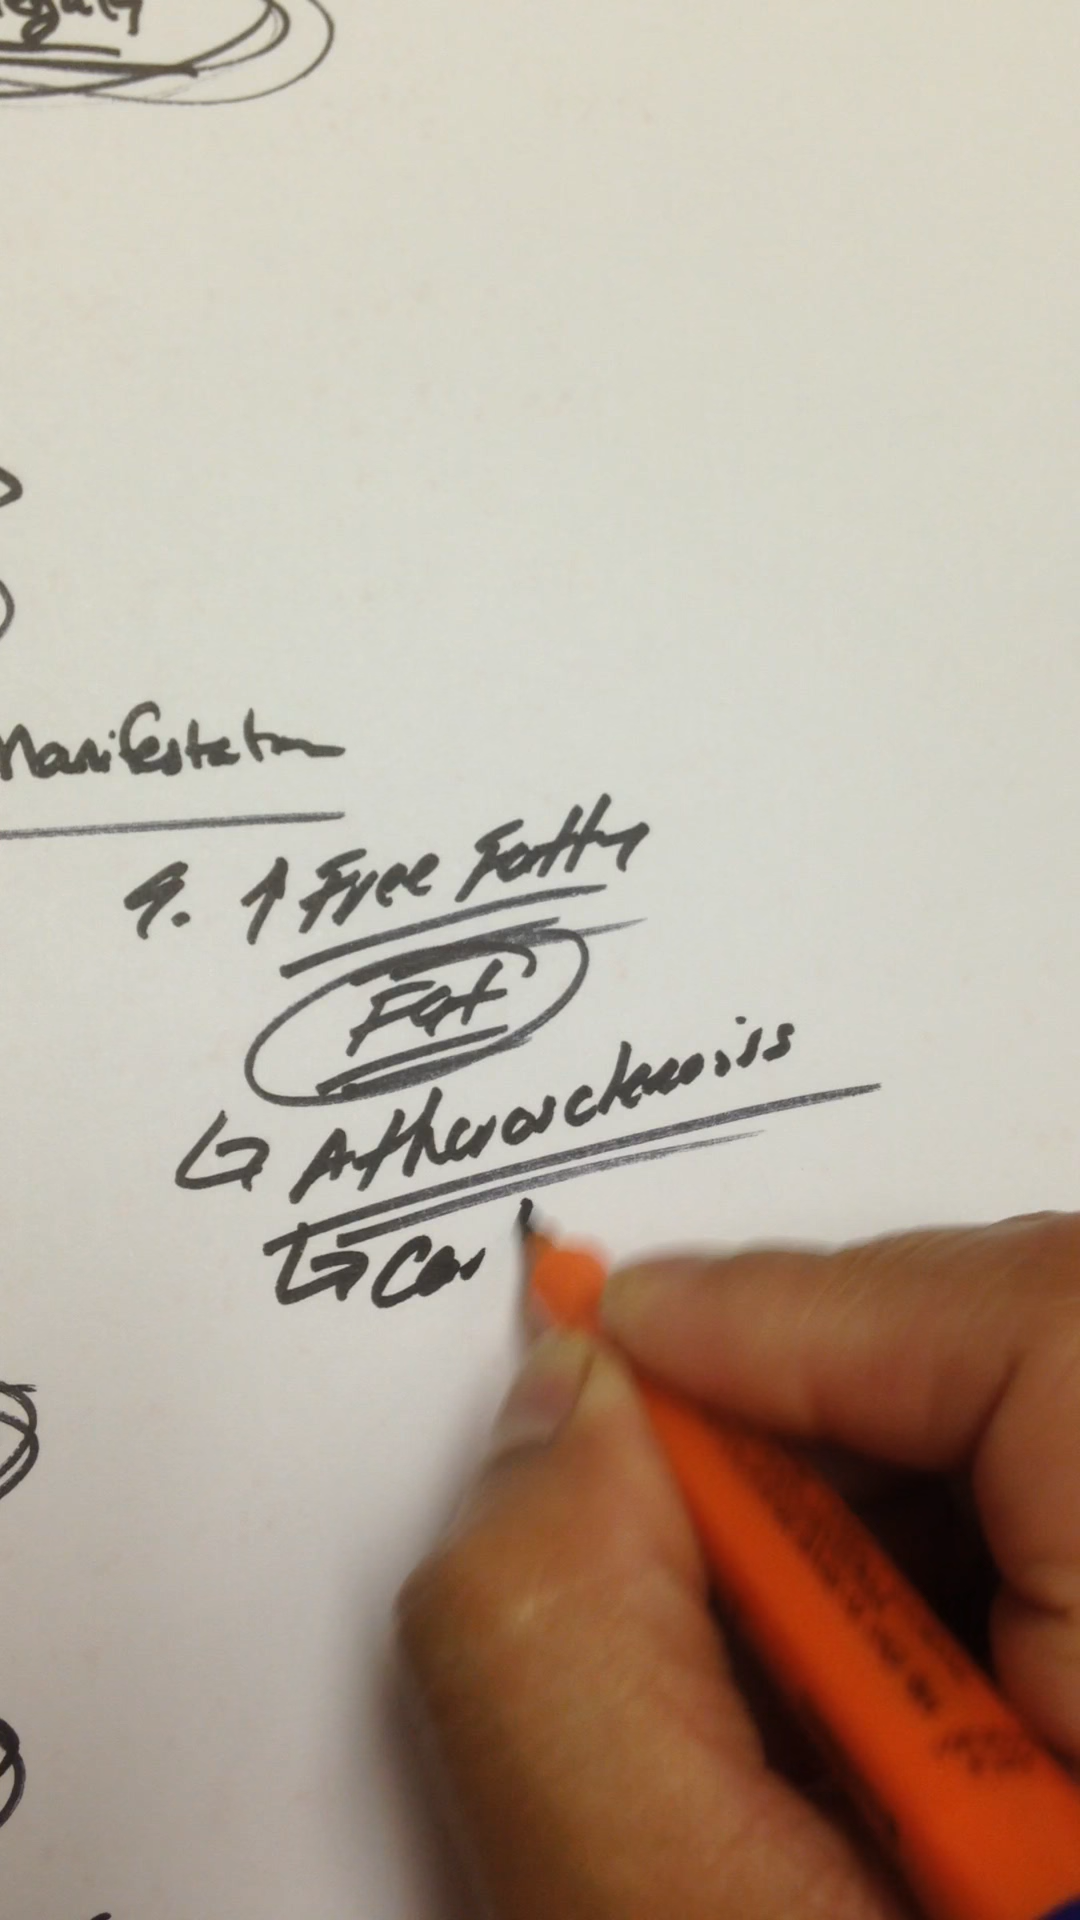 Manifestation
9. ↑ Free Fatty
Fat
↳ Atherosclerosis
↳ Car